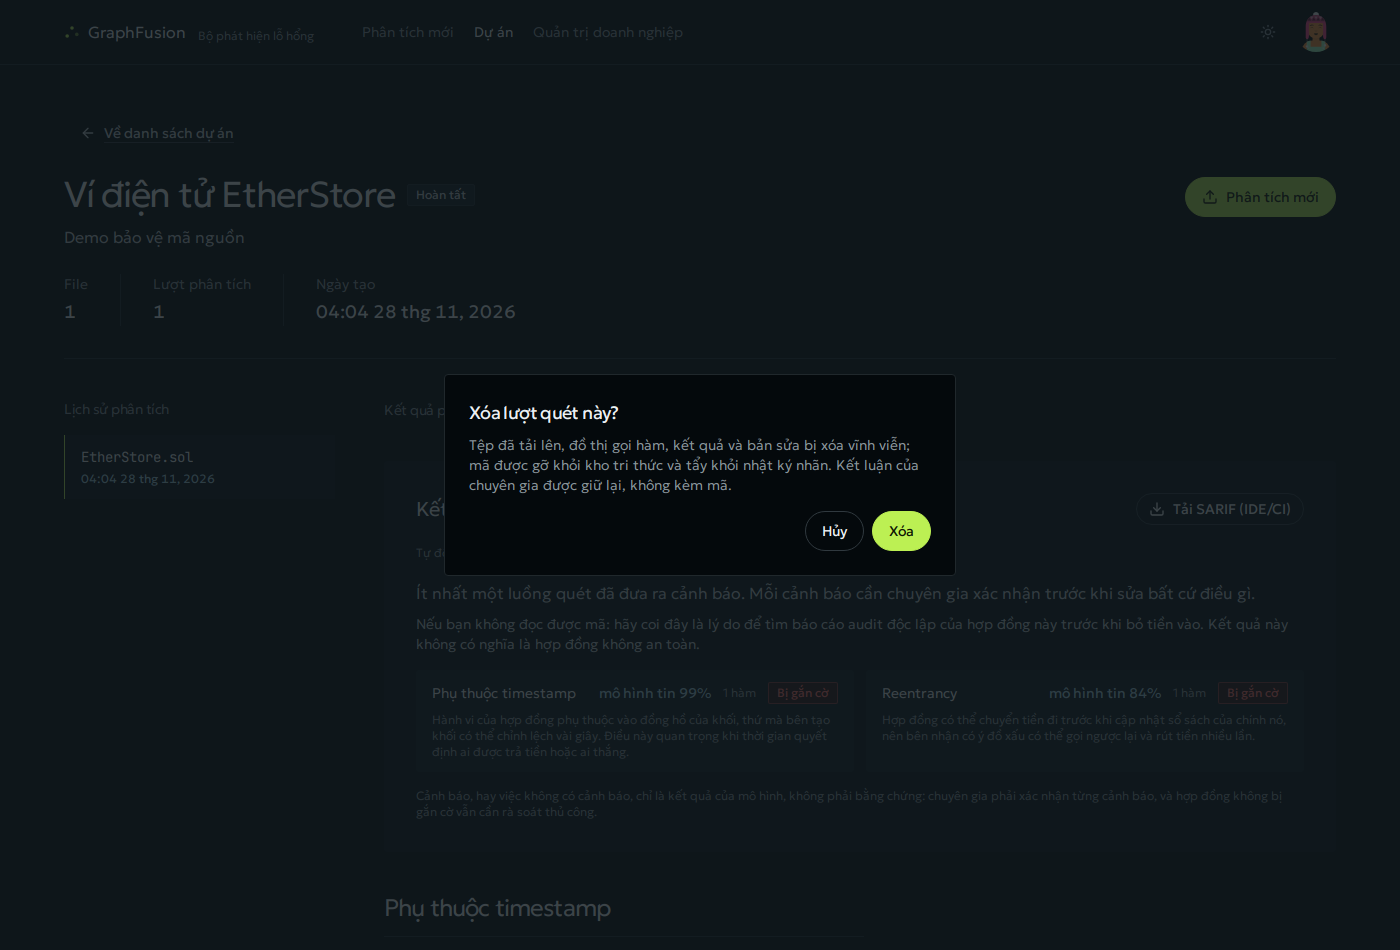 GraphFusion
Bộ phát hiện lỗ hổng
Phân tích mới
Dự án
Quản trị doanh nghiệp
Về danh sách dự án
Ví điện tử EtherStore
Hoàn tất
Phân tích mới
Demo bảo vệ mã nguồn
File
Lượt phân tích
Ngày tạo
1
1
04:04 28 thg 11, 2026
Lịch sử phân tích
EtherStore.sol
04:04 28 thg 11, 2026
Kết quả
Xóa lượt quét này?
Tệp đã tải lên, đồ thị gọi hàm, kết quả và bản sửa bị xóa vĩnh viễn;
mã được gỡ khỏi kho tri thức và tẩy khỏi nhật ký nhãn. Kết luận của
chuyên gia được giữ lại, không kèm mã.
Hủy
Xóa
Tải SARIF (IDE/CI)
Tự
Ít nhất một luồng quét đã đưa ra cảnh báo. Mỗi cảnh báo cần chuyên gia xác nhận trước khi sửa bất cứ điều gì.
Nếu bạn không đọc được mã: hãy coi đây là lý do để tìm báo cáo audit độc lập của hợp đồng này trước khi bỏ tiền vào. Kết quả này
không có nghĩa là hợp đồng không an toàn.
Phụ thuộc timestamp
mô hình tin 99%
1 hàm
Bị gắn cờ
Hành vi của hợp đồng phụ thuộc vào đồng hồ của khối, thứ mà bên tạo
khối có thể chỉnh lệch vài giây. Điều này quan trọng khi thời gian quyết
định ai được trả tiền hoặc ai thắng.
Reentrancy
mô hình tin 84%
1 hàm
Bị gắn cờ
Hợp đồng có thể chuyển tiền đi trước khi cập nhật sổ sách của chính nó,
nên bên nhận có ý đồ xấu có thể gọi ngược lại và rút tiền nhiều lần.
Cảnh báo, hay việc không có cảnh báo, chỉ là kết quả của mô hình, không phải bằng chứng: chuyên gia phải xác nhận từng cảnh báo, và hợp đồng không bị
gắn cờ vẫn cần rà soát thủ công.
Phụ thuộc timestamp